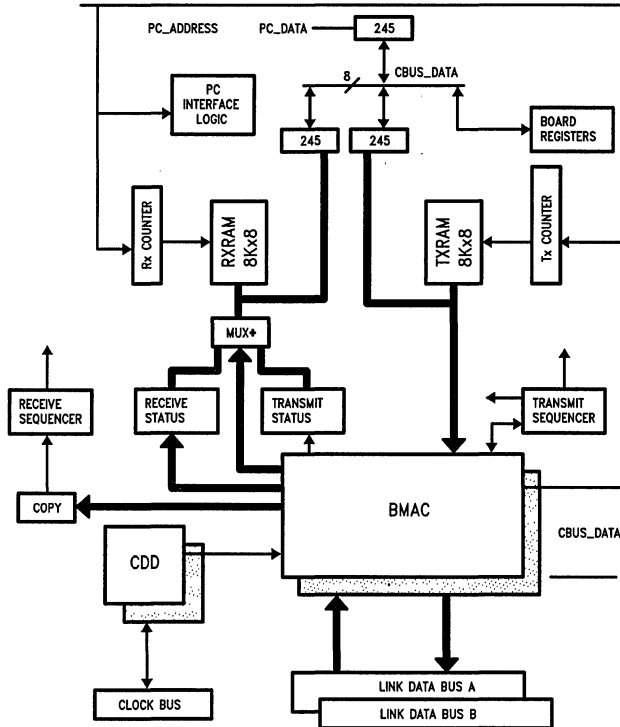 PC_ADDRESS
PC_DATA
245
8
CBUS_DATA
PC
INTERFACE
LOGIC
245
245
BOARD
REGISTERS
Rx COUNTER
RXRAM
8Kx8
TXRAM
8Kx8
Tx COUNTER
MUX+
RECEIVE
SEQUENCER
RECEIVE
STATUS
TRANSMIT
STATUS
TRANSMIT
SEQUENCER
COPY
BMAC
CBUS_DATA
CDD
CLOCK BUS
LINK DATA BUS A
LINK DATA BUS B